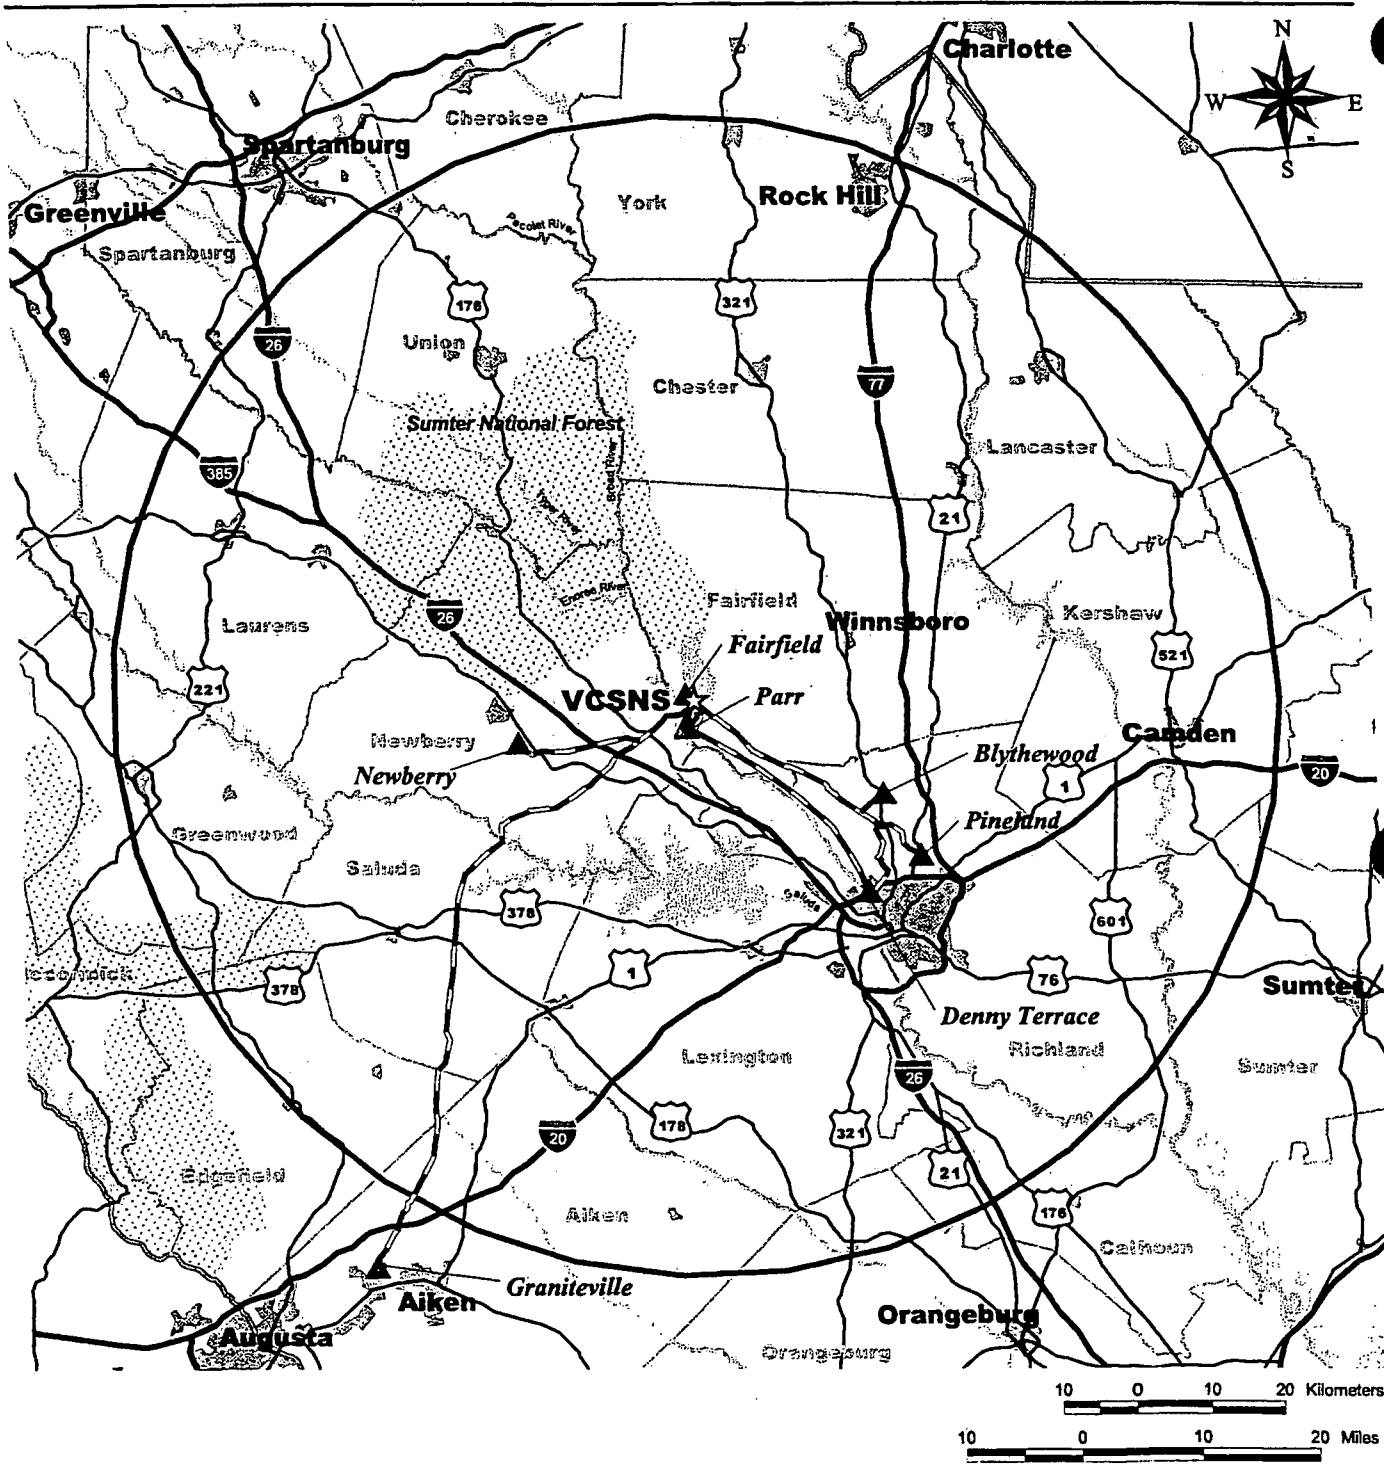 Charlotte
N
W E
S
Cherokee
Spartanburg
York
Rock Hill
Greenville
Pacolet River
Spartanburg
176
321
26
Union
77
Chester
Sumter National Forest
Lancaster
Broad River
385
21
Tyger River
Enoree River
Fairfield
26
Laurens
Winnsboro
Kershaw
Fairfield
521
221
VCSNS
Parr
Newberry
Camden
Blythewood
Newberry
20
1
Greenwood
Pineland
Saluda
Saluda
378
601
1
76
378
Sumter
Denny Terrace
Lexington
Richland
Sumter
26
20
178
321
21
Edgefield
176
Aiken
Calhoun
Graniteville
Aiken
Orangeburg
Augusta
Orangeburg
10 0 10 20 Kilometers
10 0 10 20 Miles